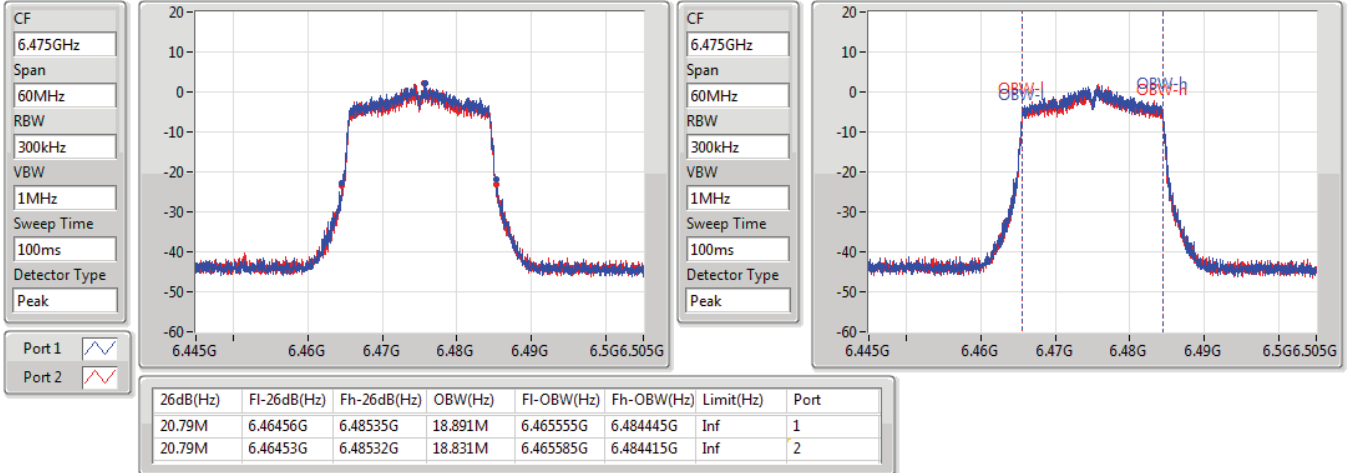 CF
6.475GHz
Span
60MHz
RBW
300kHz
VBW
1MHz
Sweep Time
100ms
Detector Type
Peak
Port 1
Port 2
20
10
0
-10
-20
-30
-40
-50
-60
6.445G 6.46G 6.47G 6.48G 6.49G 6.5G6.505G
CF
6.475GHz
Span
60MHz
RBW
300kHz
VBW
1MHz
Sweep Time
100ms
Detector Type
Peak
20
10
0
-10
-20
-30
-40
-50
-60
OBW-l
OBW-l
OBW-h
OBW-h
6.445G 6.46G 6.47G 6.48G 6.49G 6.5G6.505G
26dB(Hz) Fl-26dB(Hz) Fh-26dB(Hz) OBW(Hz) Fl-OBW(Hz) Fh-OBW(Hz) Limit(Hz) Port
20.79M 6.46456G 6.48535G 18.891M 6.465555G 6.484445G Inf 1
20.79M 6.46453G 6.48532G 18.831M 6.465585G 6.484415G Inf 2